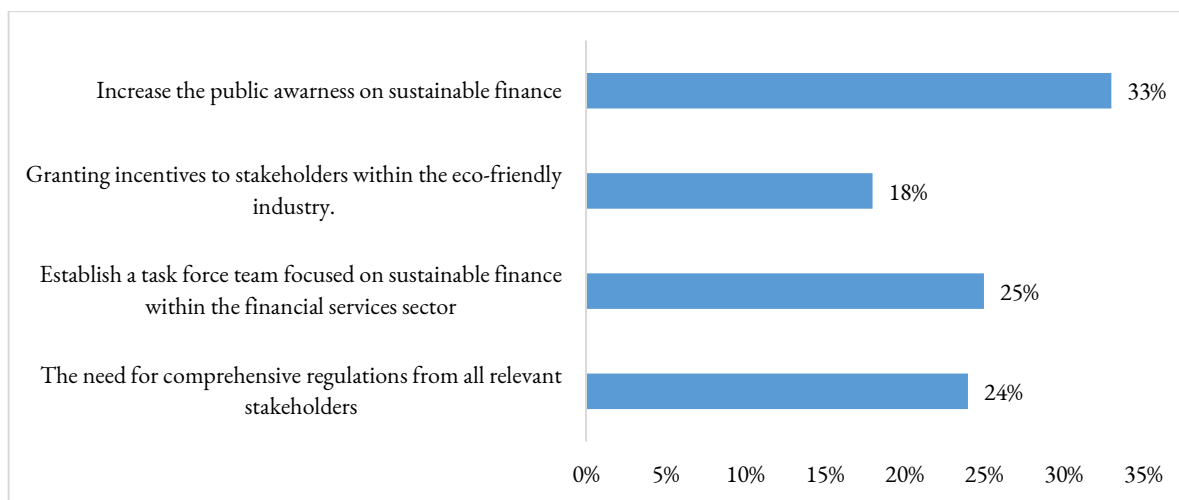 Increase the public awarness on sustainable finance
33%
Granting incentives to stakeholders within the eco-friendly
industry.
18%
Establish a task force team focused on sustainable finance
within the financial services sector
25%
The need for comprehensive regulations from all relevant
stakeholders
24%
0% 5% 10% 15% 20% 25% 30% 35%